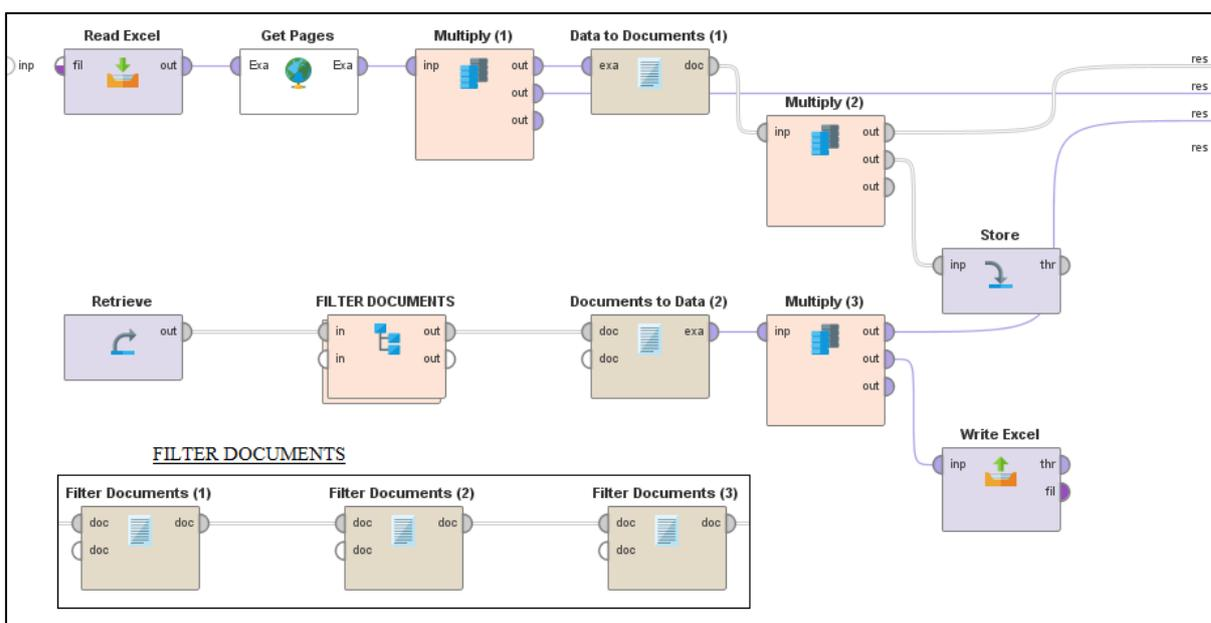 Read Excel
Get Pages
Multiply (1)
Data to Documents (1)
inp
fil
out
Exa
Exa
inp
out
exa
doc
res
out
res
out
Multiply (2)
res
inp
out
res
out
out
Store
inp
thr
Retrieve
FILTER DOCUMENTS
Documents to Data (2)
Multiply (3)
out
in
out
doc
exa
inp
out
in
out
doc
out
out
Write Excel
FILTER DOCUMENTS
inp
thr
fil
Filter Documents (1)
Filter Documents (2)
Filter Documents (3)
doc
doc
doc
doc
doc
doc
doc
doc
doc